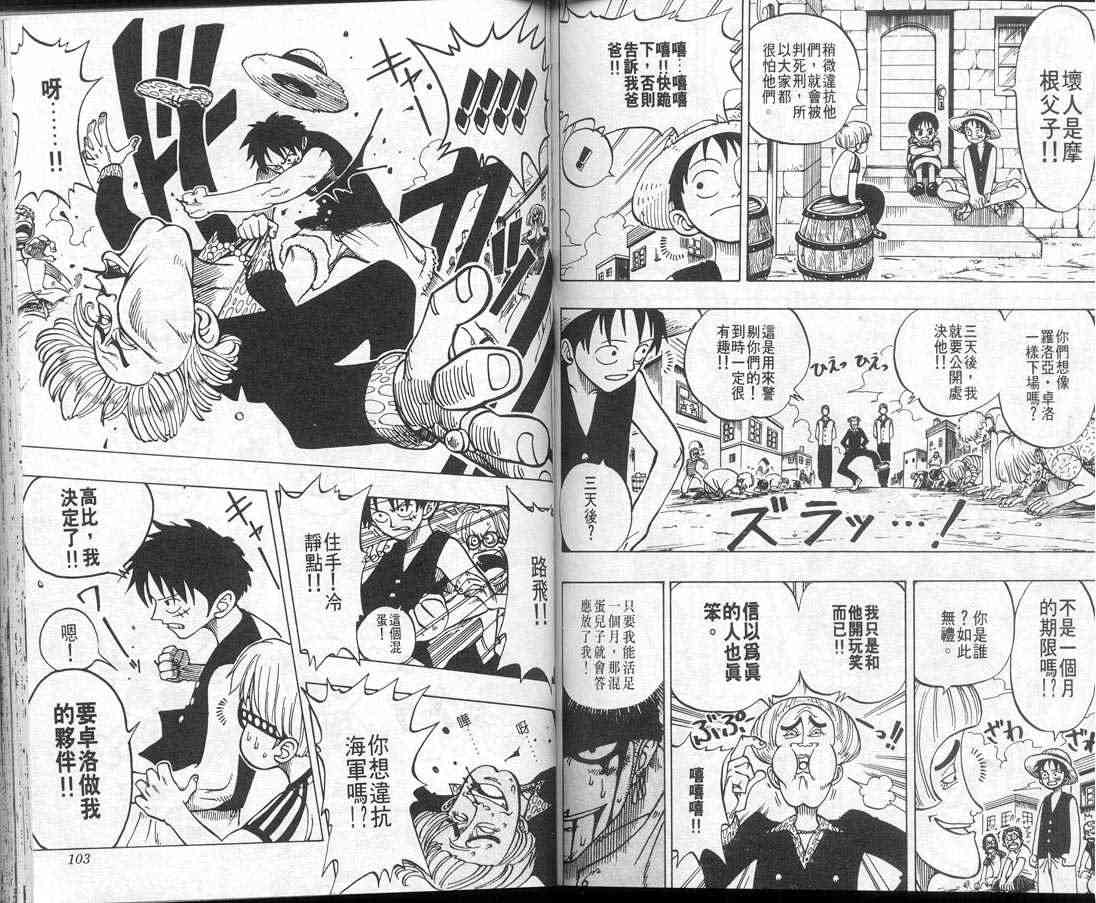 壞人是摩
根父子!!
稍微違抗他
們，就會被
判死刑，所
以大家都
很怕他們。
嘻…嘻嘻
嘻!!快跪
下，否則
告訴我爸
爸!!
!
你們想像
羅洛亞・卓洛
一樣下場嗎?
三天後，我
就要公開處
決他!!
ひえっ ひえっ
這是用來警
剔你們的!
到時一定很
有趣!!
三天後?
ズラッ…!
不是一個月
的期限嗎!?
ざわ
ざわ
你是誰
?如此
無禮。
我只是和
他開玩笑
而已!!
信以為真
的人也真
笨。
ぷぷぷ
嘻嘻嘻!!
只要我能活足
一個月，那混
蛋兒子就會答
應放了我!
!!!!
ドガ
呀……!!
路飛!!
這個混
蛋!
住手!冷
靜點!!
呀…
嘩……
你想違抗
海軍嗎!?
高比，我
決定了!!
ワ
嗯!
要卓洛做我
的夥伴!!
103